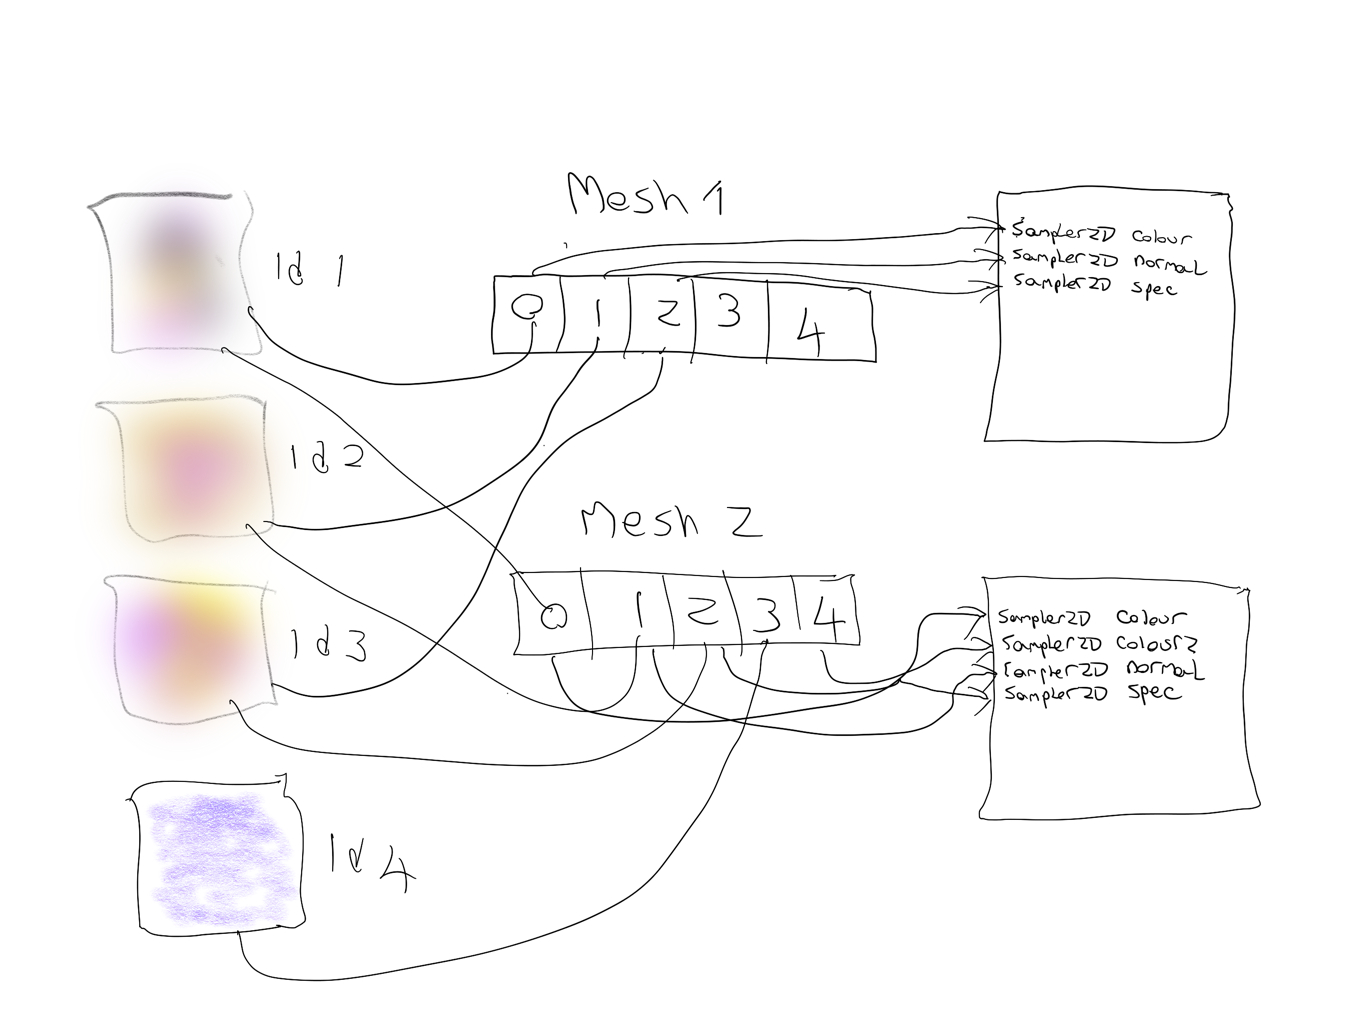 Mesh 1
Id 1
0 1 2 3 4
Sampler2D Colour
Sampler2D Normal
Sampler2D Spec
Id 2
Mesh 2
Id 3
0 1 2 3 4
Sampler2D Colour
Sampler2D Colour2
Sampler2D Normal
Sampler2D Spec
Id 4